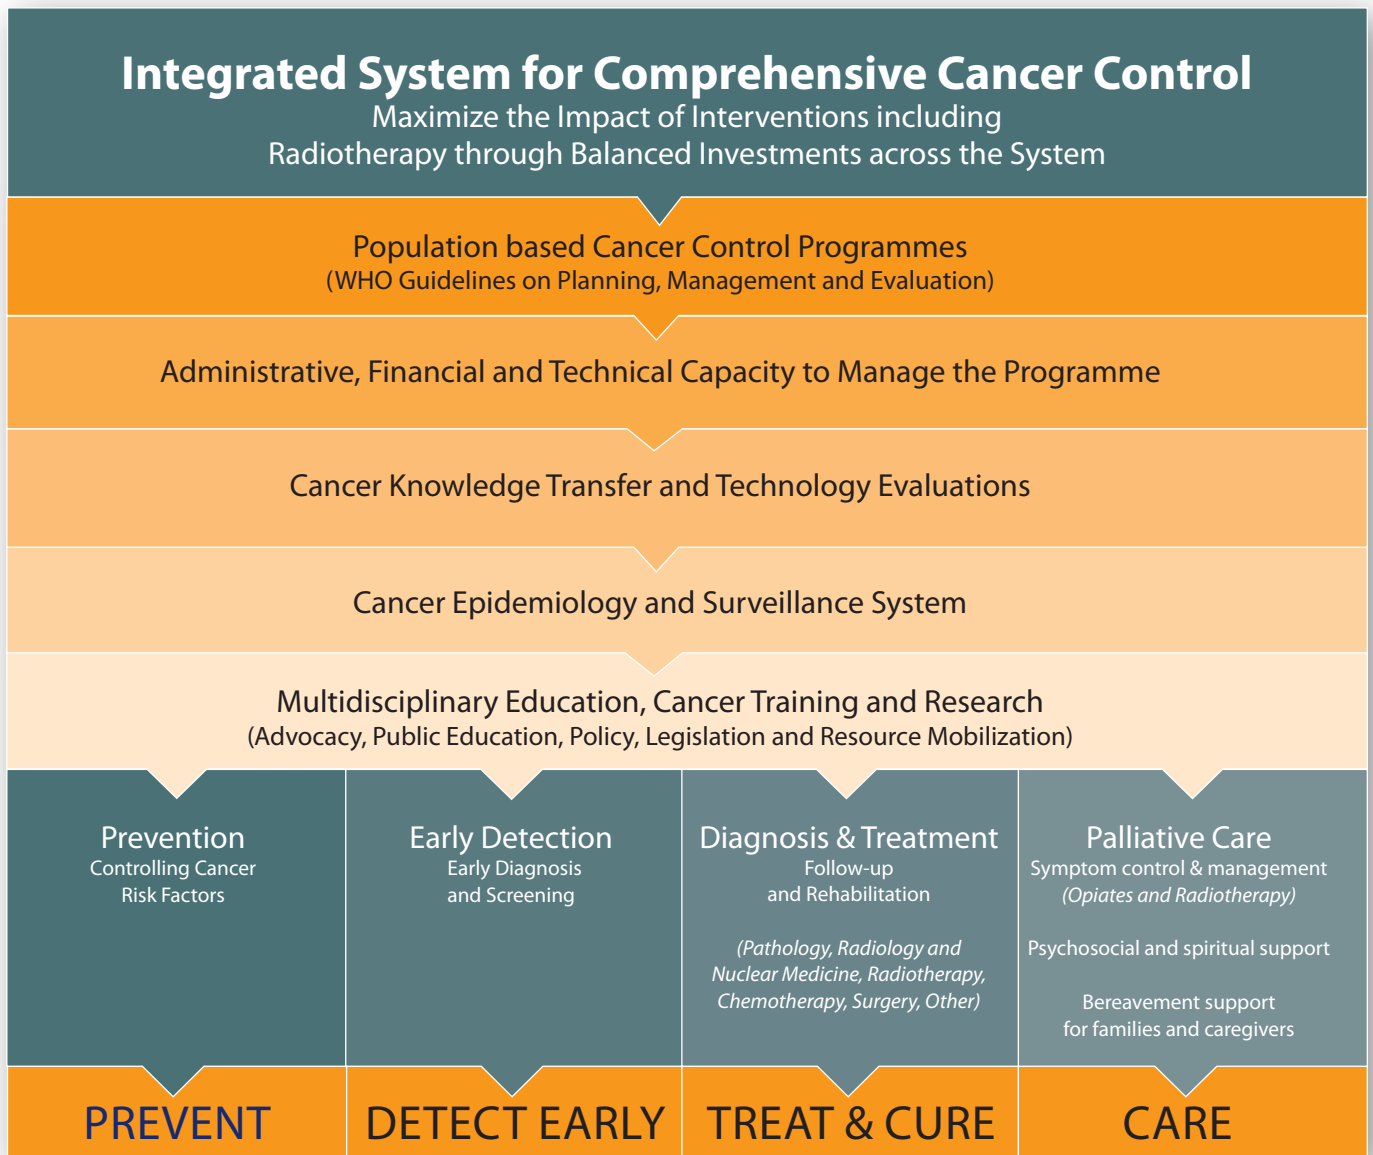 Integrated System for Comprehensive Cancer Control
Maximize the Impact of Interventions including
Radiotherapy through Balanced Investments across the System
Population based Cancer Control Programmes
(WHO Guidelines on Planning, Management and Evaluation)
Administrative, Financial and Technical Capacity to Manage the Programme
Cancer Knowledge Transfer and Technology Evaluations
Cancer Epidemiology and Surveillance System
Multidisciplinary Education, Cancer Training and Research
(Advocacy, Public Education, Policy, Legislation and Resource Mobilization)
Prevention
Controlling Cancer
Risk Factors
Early Detection
Early Diagnosis
and Screening
Diagnosis & Treatment
Follow-up
and Rehabilitation
(Pathology, Radiology and
Nuclear Medicine, Radiotherapy,
Chemotherapy, Surgery, Other)
Palliative Care
Symptom control & management
(Opiates and Radiotherapy)
Psychosocial and spiritual support
Bereavement support
for families and caregivers
PREVENT
DETECT EARLY
TREAT & CURE
CARE